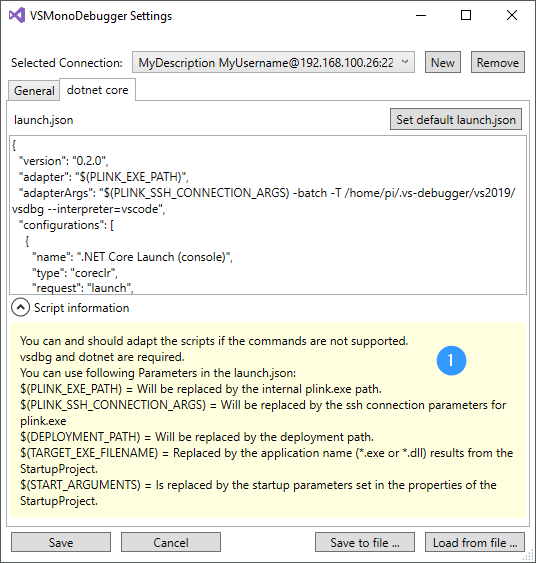 VSMonoDebugger Settings
Selected Connection: MyDescription MyUsername@192.168.100.26:22 New Remove
General dotnet core
launch.json Set default launch.json
{
"version": "0.2.0",
"adapter": "$(PLINK_EXE_PATH)",
"adapterArgs": "$(PLINK_SSH_CONNECTION_ARGS) -batch -T /home/pi/.vs-debugger/vs2019/
vsdbg --interpreter=vscode",
"configurations": [
{
"name": ".NET Core Launch (console)",
"type": "coreclr",
"request": "launch",
Script information
You can and should adapt the scripts if the commands are not supported.
vsdbg and dotnet are required.
1
You can use following Parameters in the launch.json:
$(PLINK_EXE_PATH) = Will be replaced by the internal plink.exe path.
$(PLINK_SSH_CONNECTION_ARGS) = Will be replaced by the ssh connection parameters for
plink.exe
$(DEPLOYMENT_PATH) = Will be replaced by the deployment path.
$(TARGET_EXE_FILENAME) = Replaced by the application name (*.exe or *.dll) results from the
StartupProject.
$(START_ARGUMENTS) = Is replaced by the startup parameters set in the properties of the
StartupProject.
Save Cancel Save to file ... Load from file ...